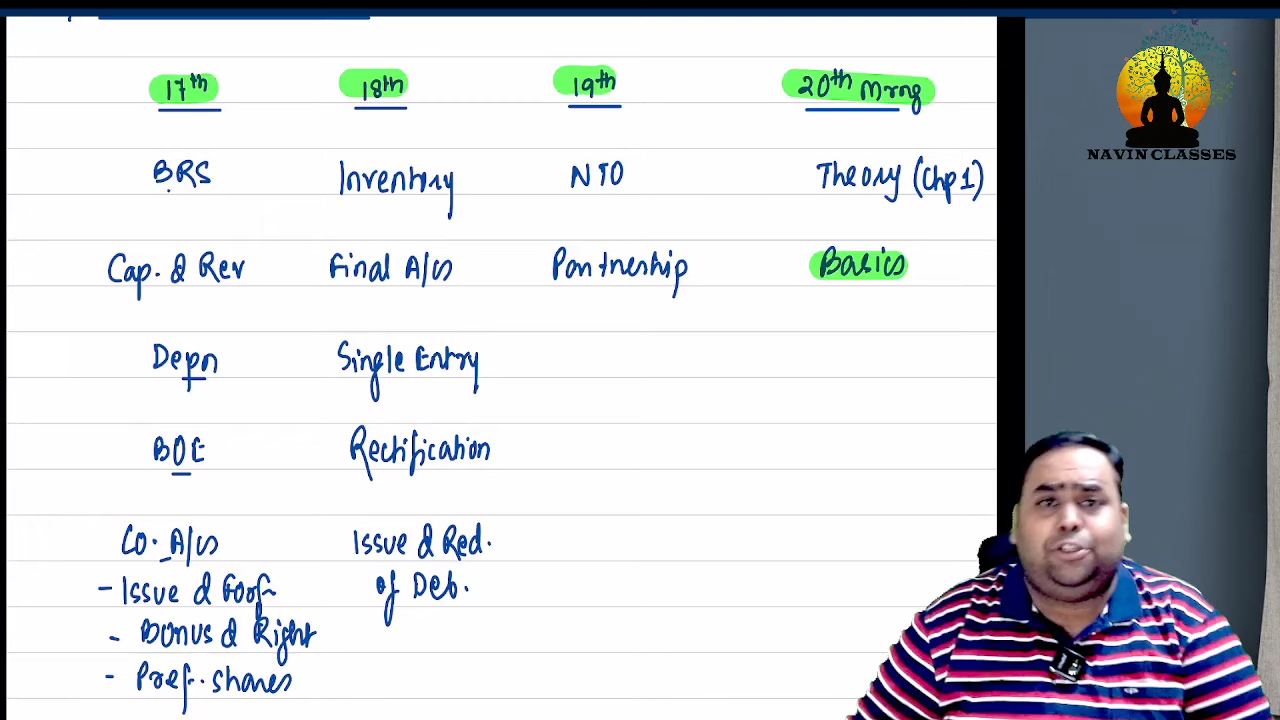 17th 18th 19th 20th Mrng
BRS Inventory NTO Theory (Chp 1)
Cap. & Rev Final A/cs Partnership Basics
Depn Single Entry
BOE Rectification
Co. A/cs Issue & Red.
- Issue & Forf of Deb.
- Bonus & Right
- Pref. shares
NAVIN CLASSES